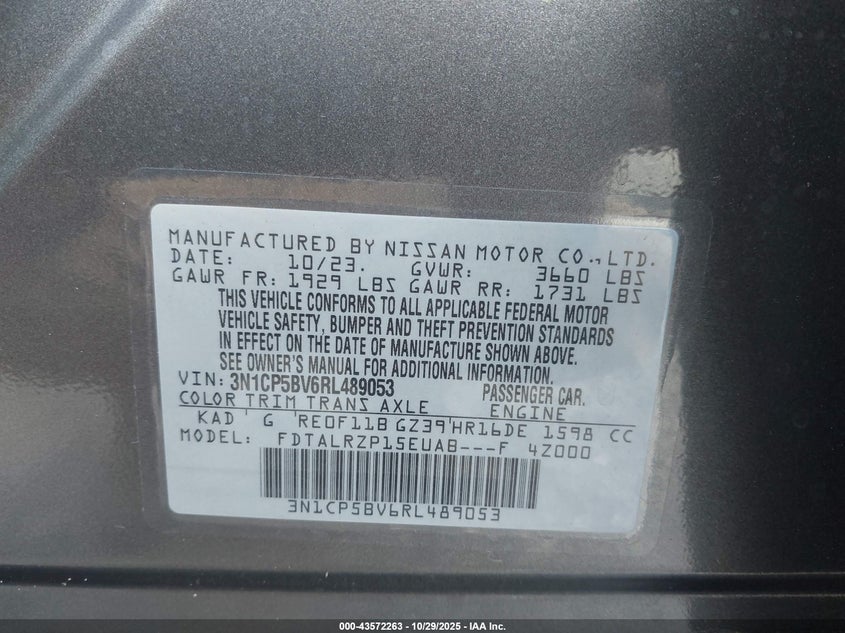 MANUFACTURED BY NISSAN MOTOR CO., LTD.
DATE: 10/23. GVWR: 3660 LBS
GAWR FR: 1929 LBS GAWR RR: 1731 LBS
THIS VEHICLE CONFORMS TO ALL APPLICABLE FEDERAL MOTOR
VEHICLE SAFETY, BUMPER AND THEFT PREVENTION STANDARDS
IN EFFECT ON THE DATE OF MANUFACTURE SHOWN ABOVE.
SEE OWNER'S MANUAL FOR ADDITIONAL INFORMATION.
VIN: 3N1CP5BV6RL489053 PASSENGER CAR.
COLOR TRIM TRANS AXLE ENGINE
KAD ' G ' RE0F11B GZ39'HR16DE 1598 CC
MODEL: FDTALRZP15EUAB---F 4Z000
3N1CP5BV6RL489053
000-43572263 | 10/29/2025 - IAA Inc.